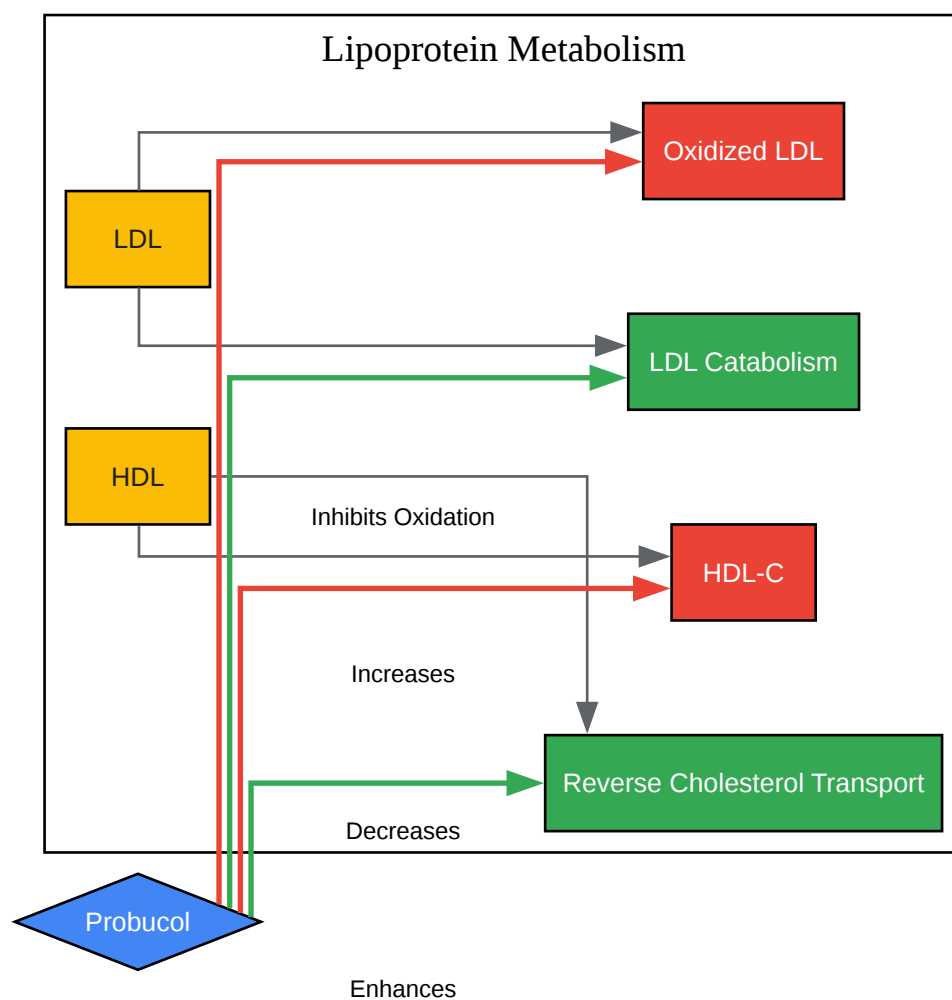 Lipoprotein Metabolism
Oxidized LDL
LDL
LDL Catabolism
HDL
Inhibits Oxidation
HDL-C
Increases
Reverse Cholesterol Transport
Decreases
Probucol
Enhances